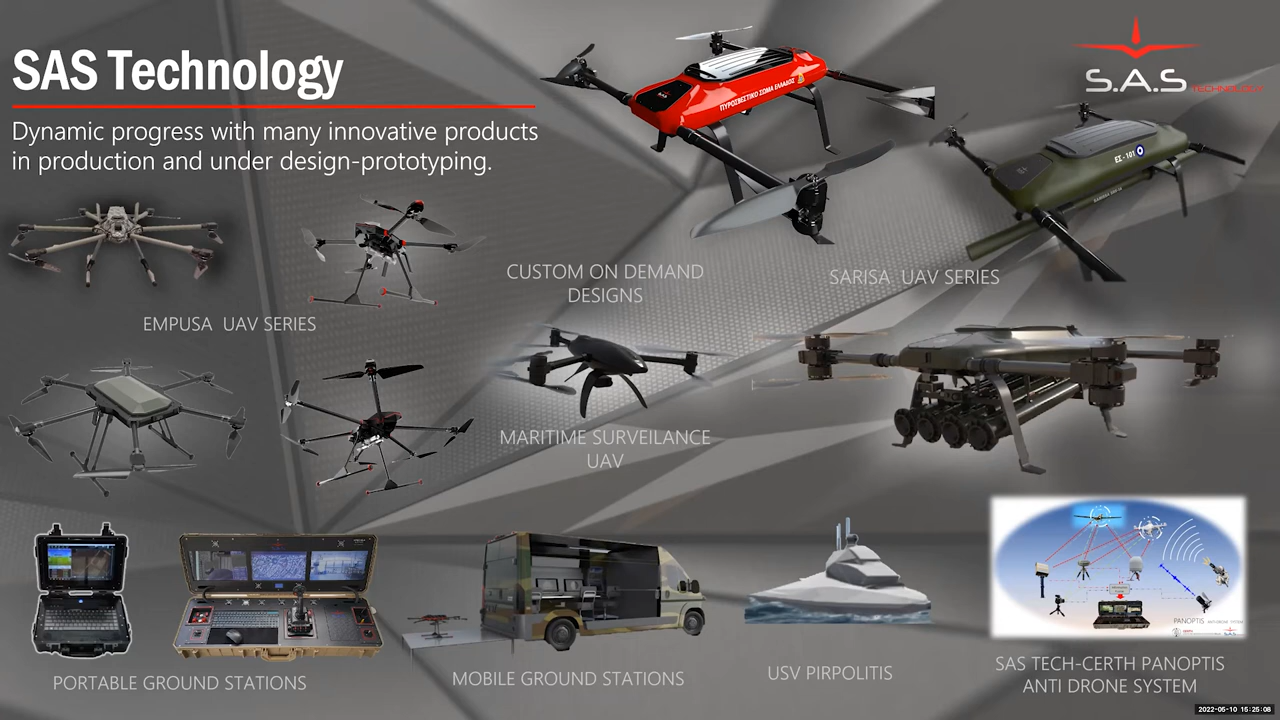 SAS Technology
Dynamic progress with many innovative products
in production and under design-prototyping.
S.A.S
TECHNOLOGY
ΠΥΡΟΣΒΕΣΤΙΚΟ ΣΩΜΑ ΕΛΛΑΔΟΣ
ΕΣ-101
CUSTOM ON DEMAND
DESIGNS
SARISA UAV SERIES
EMPUSA UAV SERIES
MARITIME SURVEILANCE
UAV
PANOPTIS
S.A.S
PORTABLE GROUND STATIONS
MOBILE GROUND STATIONS
USV PIRPOLITIS
SAS TECH-CERTH PANOPTIS
ANTI DRONE SYSTEM
2022-05-10 15:25:08